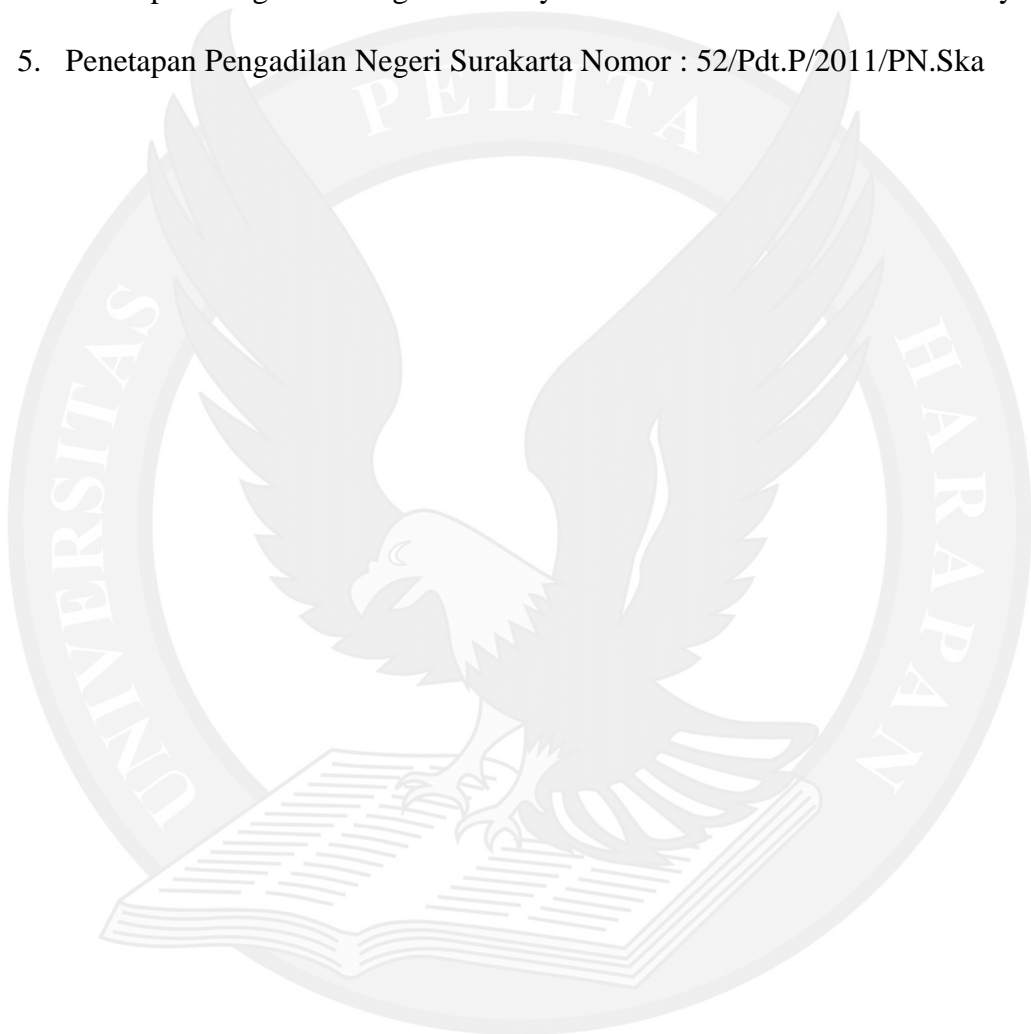 5. Penetapan Pengadilan Negeri Surakarta Nomor : 52/Pdt.P/2011/PN.Ska
UNIVERSITAS PELITA HARAPAN